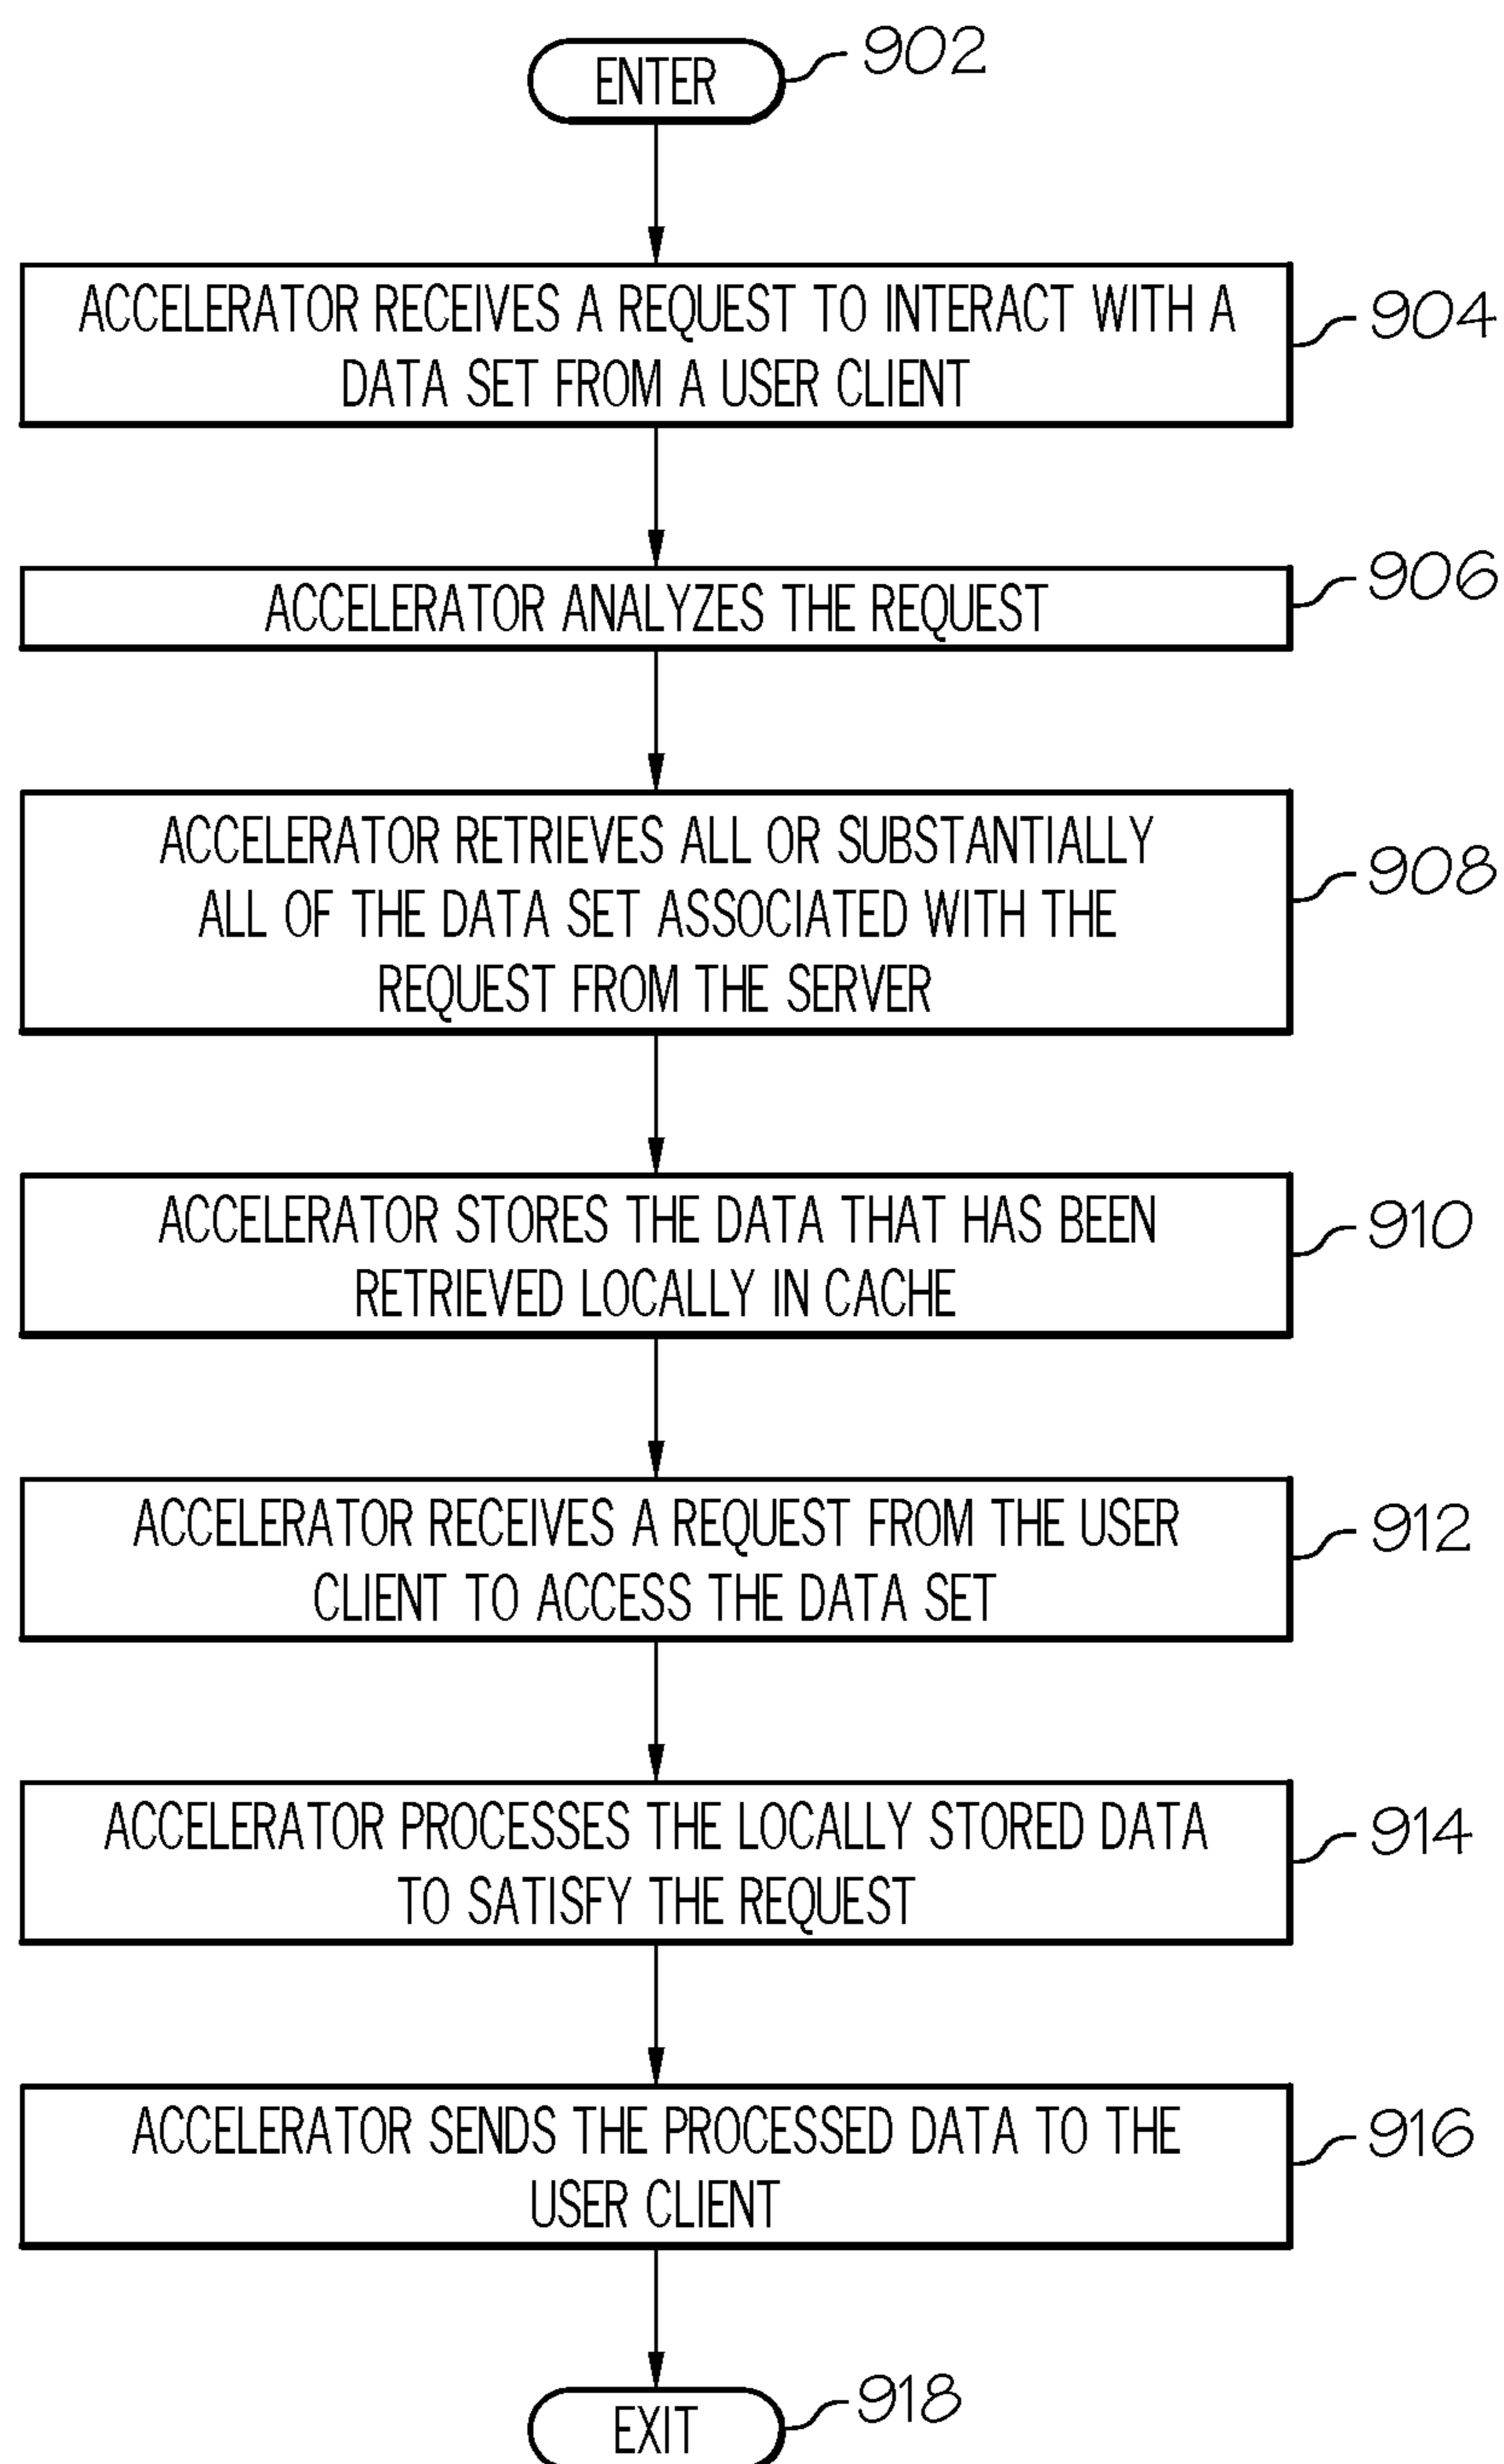 ENTER
902
ACCELERATOR RECEIVES A REQUEST TO INTERACT WITH A
DATA SET FROM A USER CLIENT
904
ACCELERATOR ANALYZES THE REQUEST
906
ACCELERATOR RETRIEVES ALL OR SUBSTANTIALLY
ALL OF THE DATA SET ASSOCIATED WITH THE
REQUEST FROM THE SERVER
908
ACCELERATOR STORES THE DATA THAT HAS BEEN
RETRIEVED LOCALLY IN CACHE
910
ACCELERATOR RECEIVES A REQUEST FROM THE USER
CLIENT TO ACCESS THE DATA SET
912
ACCELERATOR PROCESSES THE LOCALLY STORED DATA
TO SATISFY THE REQUEST
914
ACCELERATOR SENDS THE PROCESSED DATA TO THE
USER CLIENT
916
EXIT
918